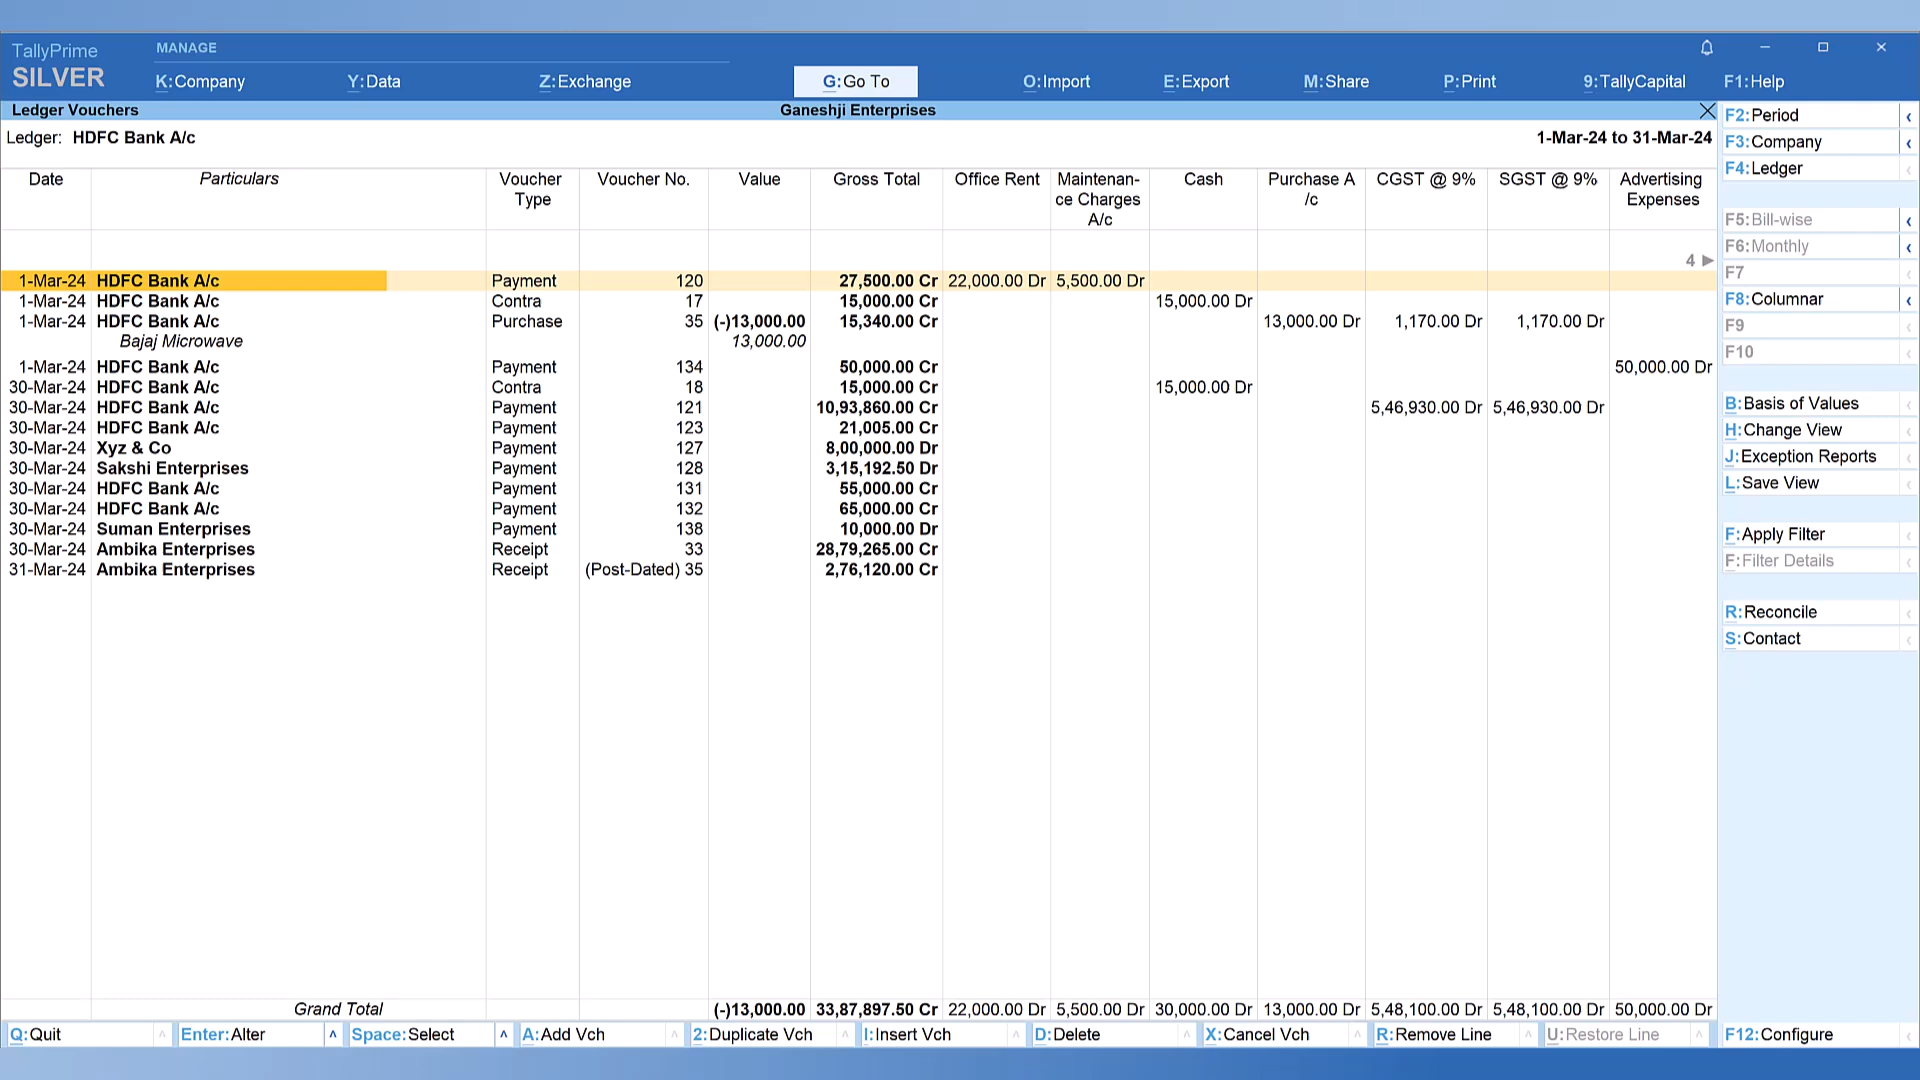 TallyPrime
SILVER
MANAGE
K:Company Y:Data Z:Exchange G:Go To O:Import E:Export M:Share P:Print 9:TallyCapital F1:Help
Ledger Vouchers Ganeshji Enterprises
Ledger: HDFC Bank A/c 1-Mar-24 to 31-Mar-24
Date Particulars Voucher Type Voucher No. Value Gross Total Office Rent Maintenan-ce Charges A/c Cash Purchase A/c CGST @ 9% SGST @ 9% Advertising Expenses
4
1-Mar-24 HDFC Bank A/c Payment 120 27,500.00 Cr 22,000.00 Dr 5,500.00 Dr
1-Mar-24 HDFC Bank A/c Contra 17 15,000.00 Cr 15,000.00 Dr
1-Mar-24 HDFC Bank A/c Purchase 35 (-)13,000.00 15,340.00 Cr 13,000.00 Dr 1,170.00 Dr 1,170.00 Dr
Bajaj Microwave 13,000.00
1-Mar-24 HDFC Bank A/c Payment 134 50,000.00 Cr 50,000.00 Dr
30-Mar-24 HDFC Bank A/c Contra 18 15,000.00 Cr 15,000.00 Dr
30-Mar-24 HDFC Bank A/c Payment 121 10,93,860.00 Cr 5,46,930.00 Dr 5,46,930.00 Dr
30-Mar-24 HDFC Bank A/c Payment 123 21,005.00 Cr
30-Mar-24 Xyz & Co Payment 127 8,00,000.00 Dr
30-Mar-24 Sakshi Enterprises Payment 128 3,15,192.50 Dr
30-Mar-24 HDFC Bank A/c Payment 131 55,000.00 Cr
30-Mar-24 HDFC Bank A/c Payment 132 65,000.00 Cr
30-Mar-24 Suman Enterprises Payment 138 10,000.00 Dr
30-Mar-24 Ambika Enterprises Receipt 33 28,79,265.00 Cr
31-Mar-24 Ambika Enterprises Receipt (Post-Dated) 35 2,76,120.00 Cr
Grand Total (-)13,000.00 33,87,897.50 Cr 22,000.00 Dr 5,500.00 Dr 30,000.00 Dr 13,000.00 Dr 5,48,100.00 Dr 5,48,100.00 Dr 50,000.00 Dr
F2:Period
F3:Company
F4:Ledger
F5:Bill-wise
F6:Monthly
F7
F8:Columnar
F9
F10
B:Basis of Values
H:Change View
J:Exception Reports
L:Save View
F:Apply Filter
F:Filter Details
R:Reconcile
S:Contact
Q:Quit Enter:Alter Space:Select A:Add Vch 2:Duplicate Vch I:Insert Vch D:Delete X:Cancel Vch R:Remove Line U:Restore Line F12:Configure